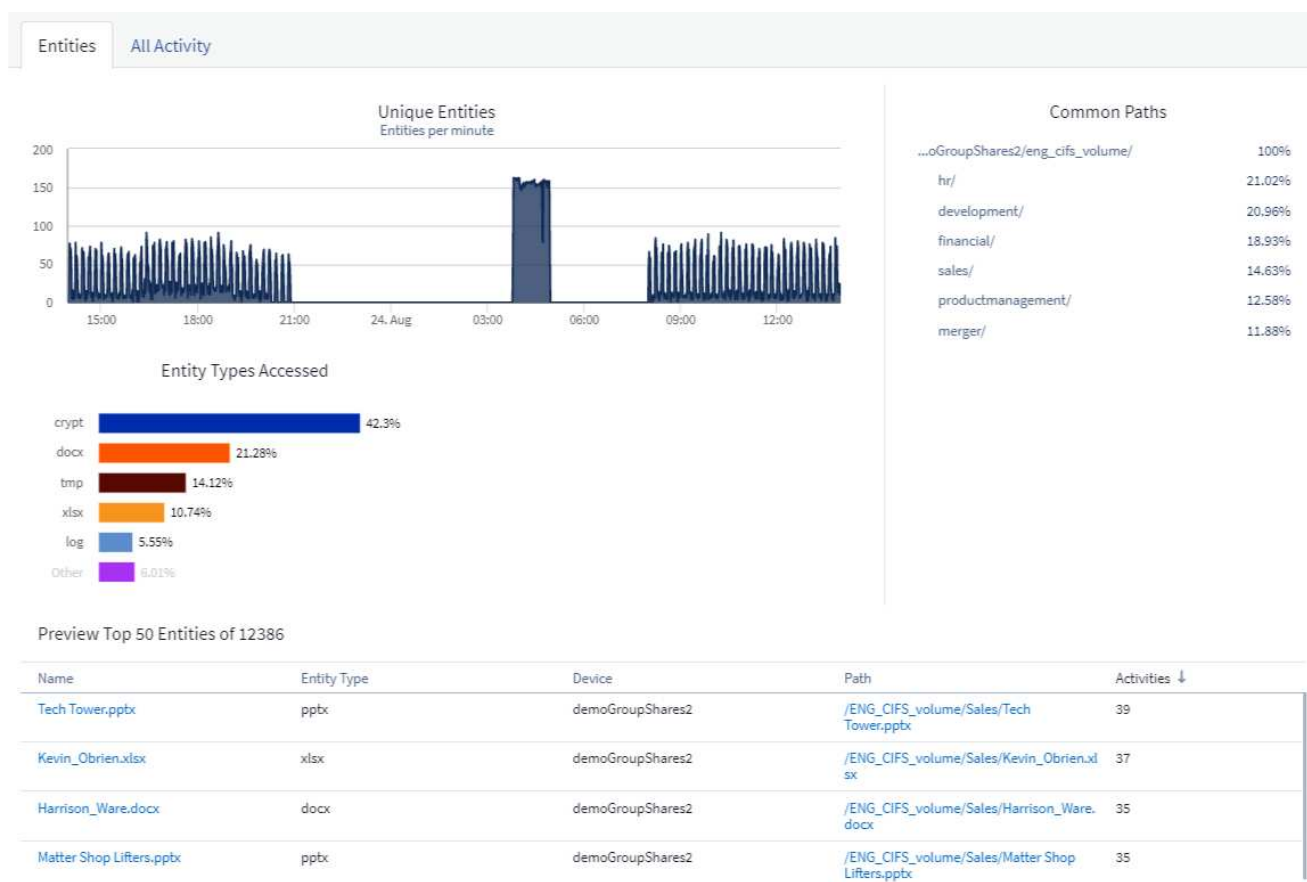 Entities All Activity
Unique Entities
Entities per minute
200
150
100
50
0
15:00 18:00 21:00 24. Aug 03:00 06:00 09:00 12:00
Common Paths
...oGroupShares2/eng_cifs_volume/ 100%
hr/ 21.02%
development/ 20.96%
financial/ 18.93%
sales/ 14.63%
productmanagement/ 12.58%
merger/ 11.88%
Entity Types Accessed
crypt 42.3%
docx 21.28%
tmp 14.12%
xlsx 10.74%
log 5.55%
Other 6.01%
Preview Top 50 Entities of 12386
Name Entity Type Device Path Activities ↓
Tech Tower.pptx pptx demoGroupShares2 /ENG_CIFS_volume/Sales/Tech 39
Tower.pptx
Kevin_Obrien.xlsx xlsx demoGroupShares2 /ENG_CIFS_volume/Sales/Kevin_Obrien.xl 37
sx
Harrison_Ware.docx docx demoGroupShares2 /ENG_CIFS_volume/Sales/Harrison_Ware. 35
docx
Matter Shop Lifters.pptx pptx demoGroupShares2 /ENG_CIFS_volume/Sales/Matter Shop 35
Lifters.pptx